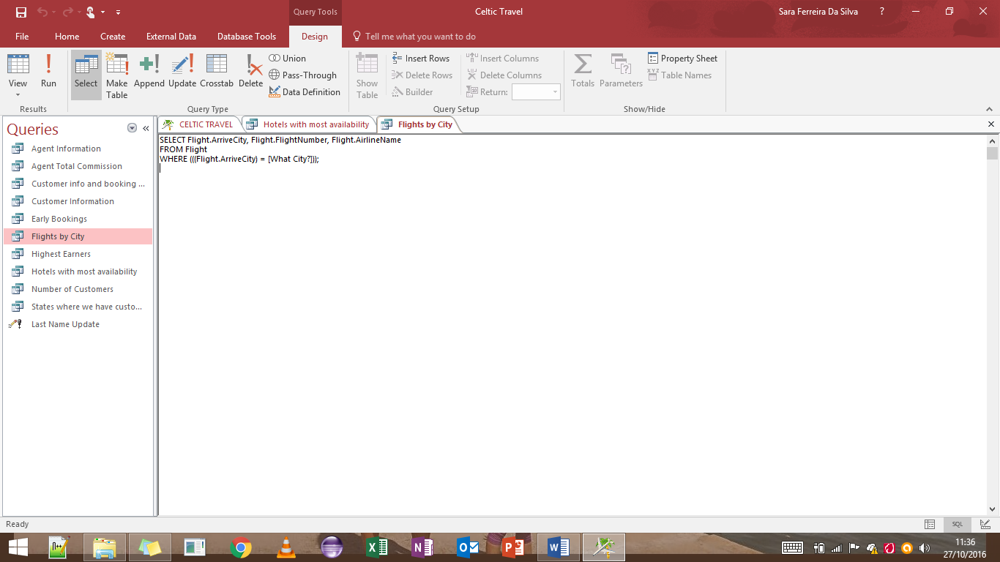 Query Tools
Celtic Travel
Sara Ferreira Da Silva
?
File
Home
Create
External Data
Database Tools
Design
Tell me what you want to do
View
Run
Select
Make Table
Append
Update
Crosstab
Delete
Union
Pass-Through
Data Definition
Show Table
Insert Rows
Delete Rows
Builder
Insert Columns
Delete Columns
Return:
Totals
Parameters
Property Sheet
Table Names
Results
Query Type
Query Setup
Show/Hide
Queries
Agent Information
Agent Total Commission
Customer info and booking ...
Customer Information
Early Bookings
Flights by City
Highest Earners
Hotels with most availability
Number of Customers
States where we have custo...
Last Name Update
CELTIC TRAVEL
Hotels with most availability
Flights by City
SELECT Flight.ArriveCity, Flight.FlightNumber, Flight.AirlineName
FROM Flight
WHERE (((Flight.ArriveCity) = [What City?]));
Ready
SQL
11:36
27/10/2016